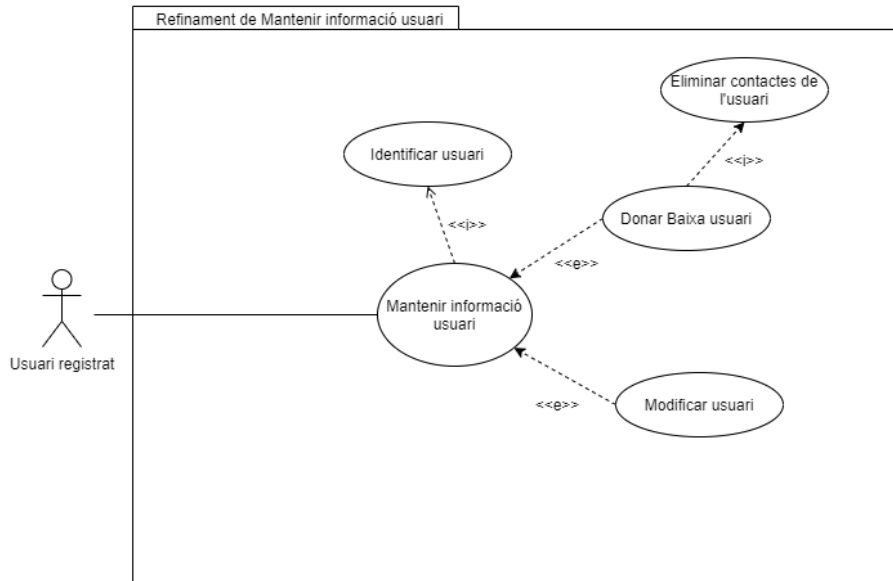 Refinament de Mantenir informació usuari
Eliminar contactes de
l'usuari
Identificar usuari
<<i>>
Donar Baixa usuari
<<i>>
<<e>>
Mantenir informació
usuari
Usuari registrat
<<e>>
Modificar usuari